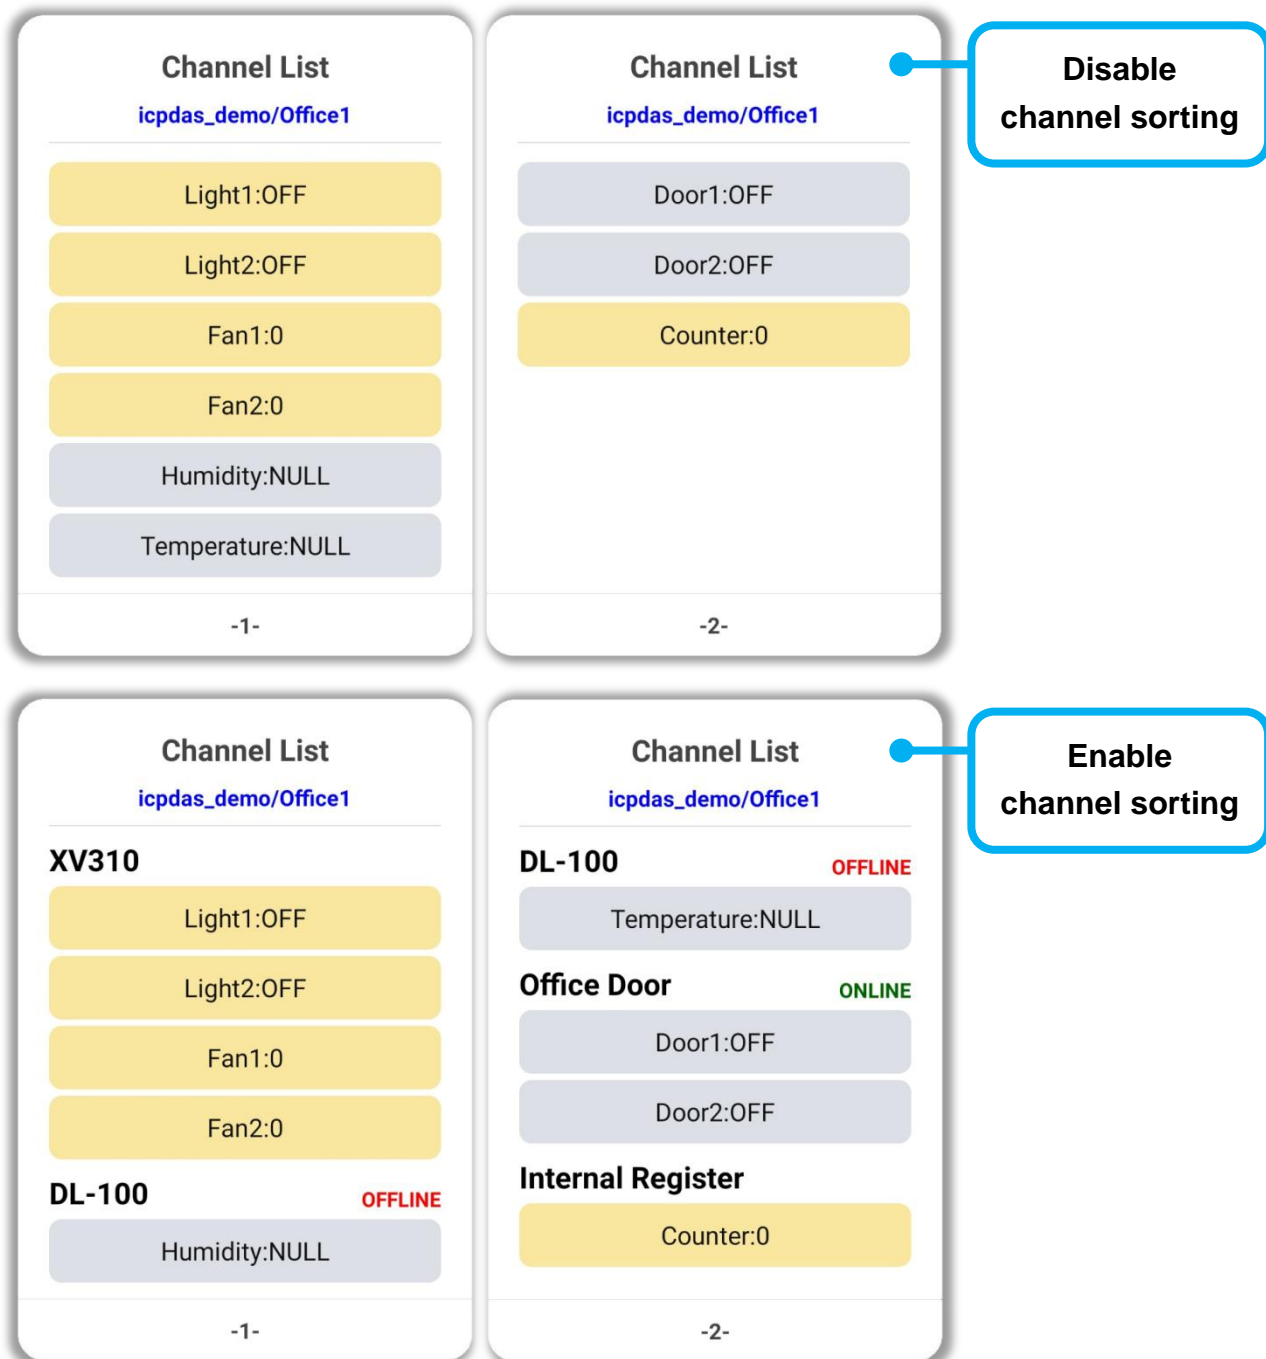 Channel List
icpdas_demo/Office1
Light1:OFF
Light2:OFF
Fan1:0
Fan2:0
Humidity:NULL
Temperature:NULL
-1-
Channel List
icpdas_demo/Office1
Door1:OFF
Door2:OFF
Counter:0
-2-
Disable
channel sorting
Channel List
icpdas_demo/Office1
XV310
Light1:OFF
Light2:OFF
Fan1:0
Fan2:0
DL-100 OFFLINE
Humidity:NULL
-1-
Channel List
icpdas_demo/Office1
DL-100 OFFLINE
Temperature:NULL
Office Door ONLINE
Door1:OFF
Door2:OFF
Internal Register
Counter:0
-2-
Enable
channel sorting